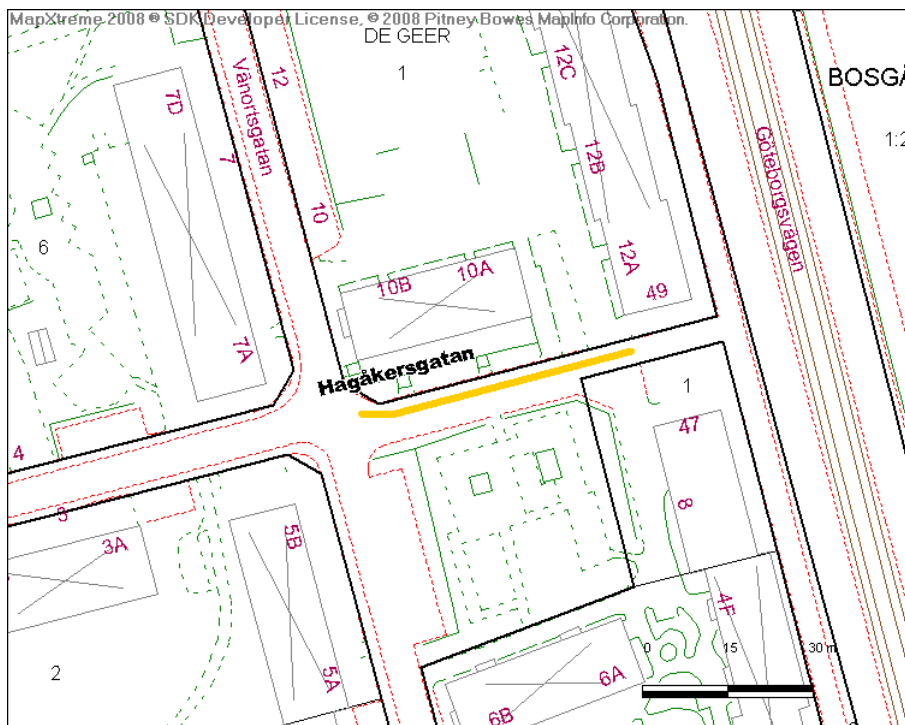 MapXtreme 2008 ® SDK Developer License, © 2008 Pitney Bowes MapInfo Corporation.
DE GEER
1
12C
BOSGÅ
7D
Vänortsgatan
12
7
12B
Göteborgsvägen
1:2
10
6
12A
10B
10A
49
7A
Hagåkersgatan
1
47
4
3
5B
8
3A
4F
2
5A
6A
6B
0
15
30 m